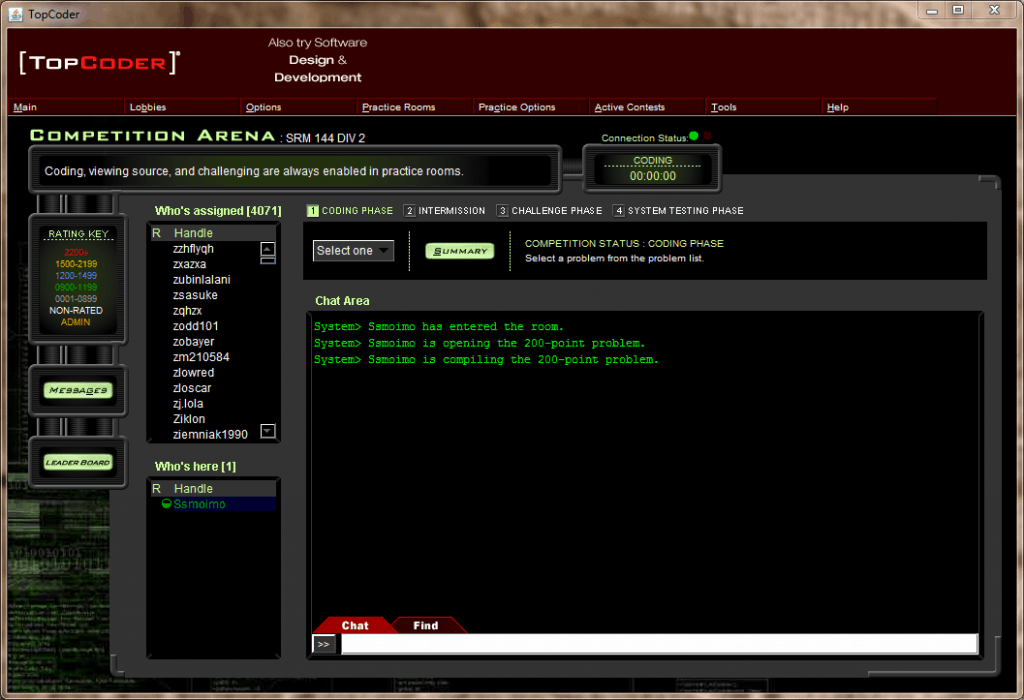 TopCoder
[TOPCODER]®
Also try Software
Design &
Development
Main Lobbies Options Practice Rooms Practice Options Active Contests Tools Help
COMPETITION ARENA : SRM 144 DIV 2
Connection Status:
Coding, viewing source, and challenging are always enabled in practice rooms.
CODING
00:00:00
RATING KEY
2200+
1500-2199
1200-1499
0900-1199
0001-0899
NON-RATED
ADMIN
MESSAGES
LEADER BOARD
Who's assigned [4071]
R Handle
zzhflyqh
zxazxa
zubinlalani
zsasuke
zqhzx
zodd101
zobayer
zm210584
zlowred
zloscar
zj.lola
Ziklon
ziemniak1990
Who's here [1]
R Handle
Ssmoimo
1 CODING PHASE 2 INTERMISSION 3 CHALLENGE PHASE 4 SYSTEM TESTING PHASE
Select one
SUMMARY
COMPETITION STATUS : CODING PHASE
Select a problem from the problem list.
Chat Area
System> Ssmoimo has entered the room.
System> Ssmoimo is opening the 200-point problem.
System> Ssmoimo is compiling the 200-point problem.
Chat Find
>>